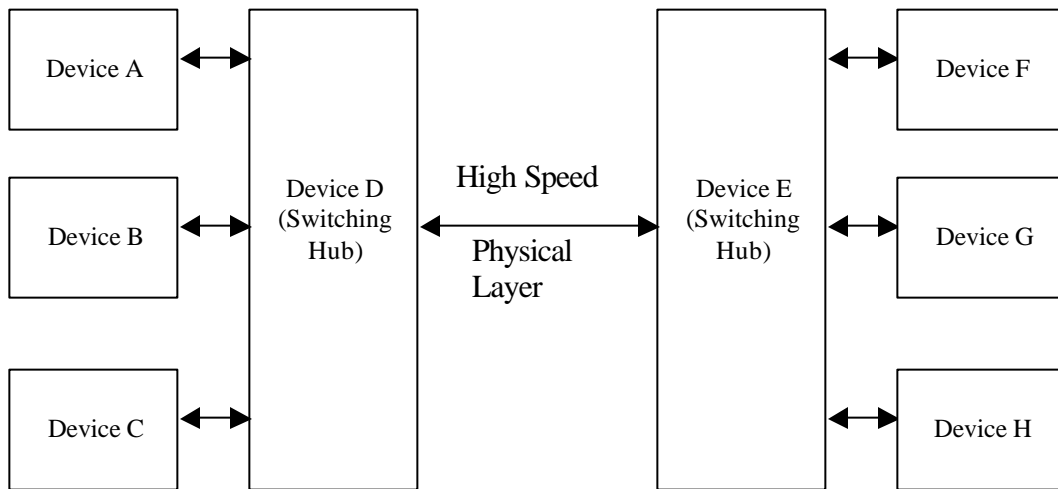 Device A
Device B
Device C
Device D
(Switching
Hub)
High Speed
Physical
Layer
Device E
(Switching
Hub)
Device F
Device G
Device H